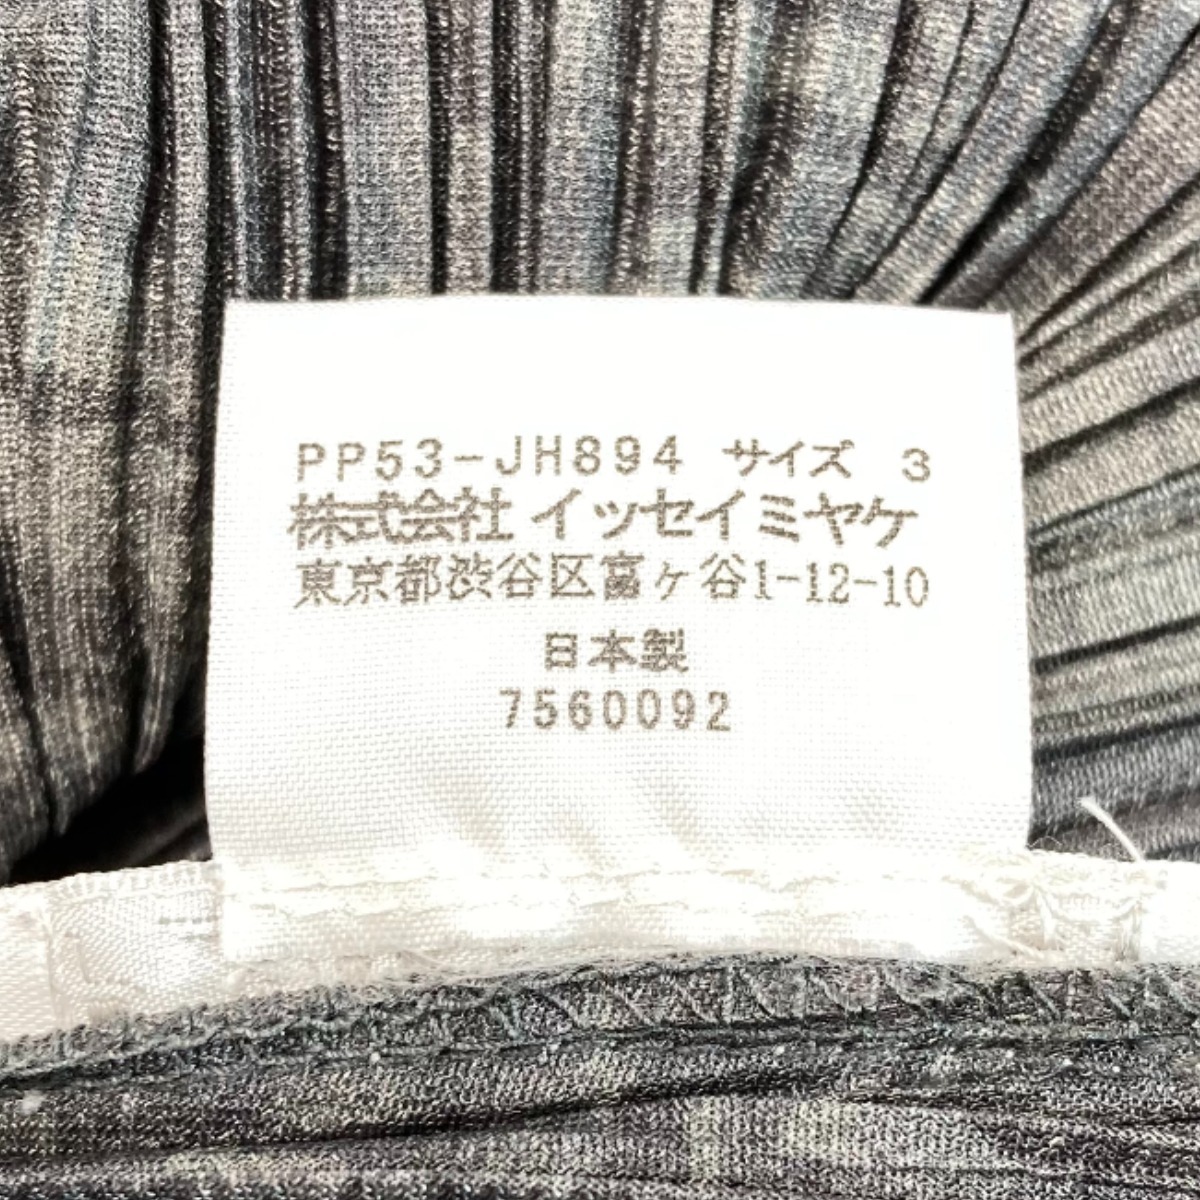 PP53-JH894 サイズ 3
株式会社 イッセイミヤケ
東京都渋谷区富ヶ谷1-12-10
日本製
7560092